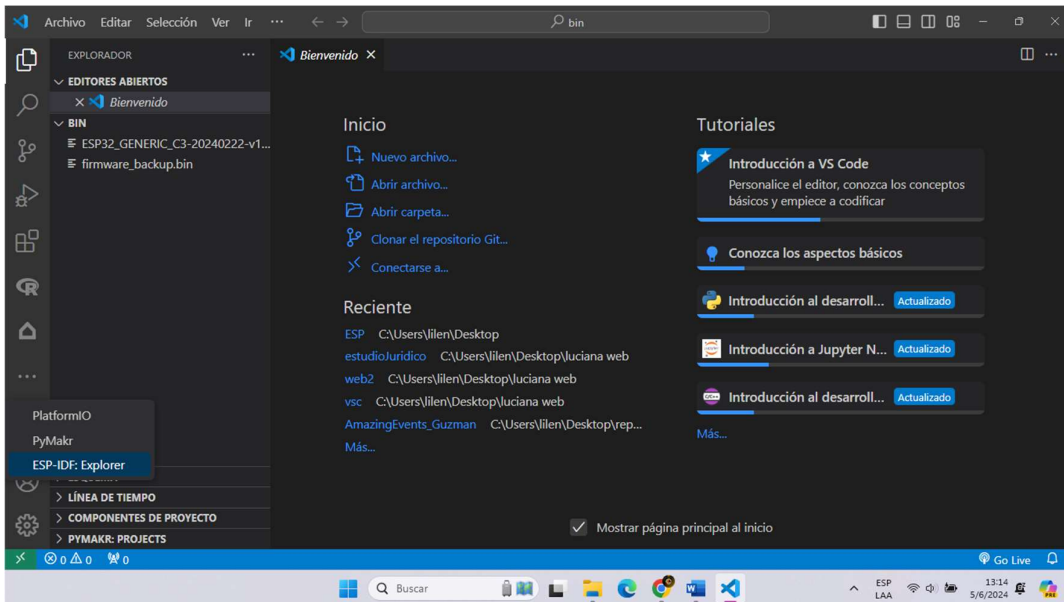 Archivo Editar Selección Ver Ir ··· bin
EXPLORADOR ···
EDITORES ABIERTOS
Bienvenido
BIN
ESP32_GENERIC_C3-20240222-v1...
firmware_backup.bin
Bienvenido
Inicio
Nuevo archivo...
Abrir archivo...
Abrir carpeta...
Clonar el repositorio Git...
Conectarse a...
Reciente
ESP C:\Users\lilen\Desktop
estudioJuridico C:\Users\lilen\Desktop\luciana web
web2 C:\Users\lilen\Desktop\luciana web
vsc C:\Users\lilen\Desktop\luciana web
AmazingEvents_Guzman C:\Users\lilen\Desktop\rep...
Más...
Tutoriales
Introducción a VS Code
Personalice el editor, conozca los conceptos
básicos y empiece a codificar
Conozca los aspectos básicos
Introducción al desarroll... Actualizado
Introducción a Jupyter N... Actualizado
Introducción al desarroll... Actualizado
Más...
PlatformIO
PyMakr
ESP-IDF: Explorer
LÍNEA DE TIEMPO
COMPONENTES DE PROYECTO
PYMAKR: PROJECTS
Mostrar página principal al inicio
0 0 0 Go Live
Buscar
ESP
LAA
13:14
5/6/2024